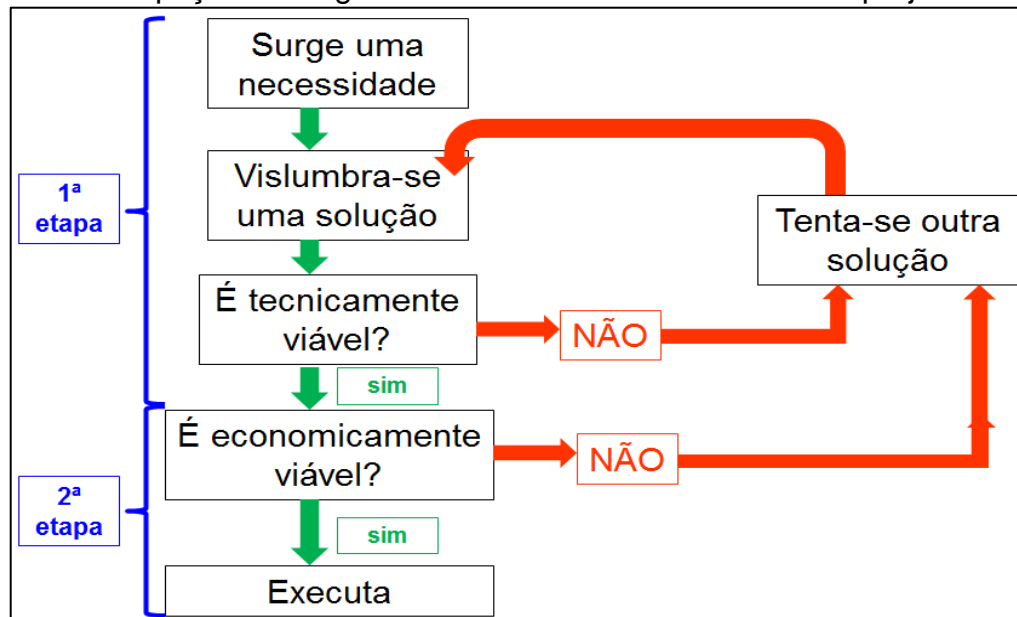 Surge uma
necessidade
Vislumbra-se
uma solução
1ª
etapa
Tenta-se outra
solução
É tecnicamente
viável?
NÃO
sim
É economicamente
viável?
NÃO
2ª
etapa
sim
Executa